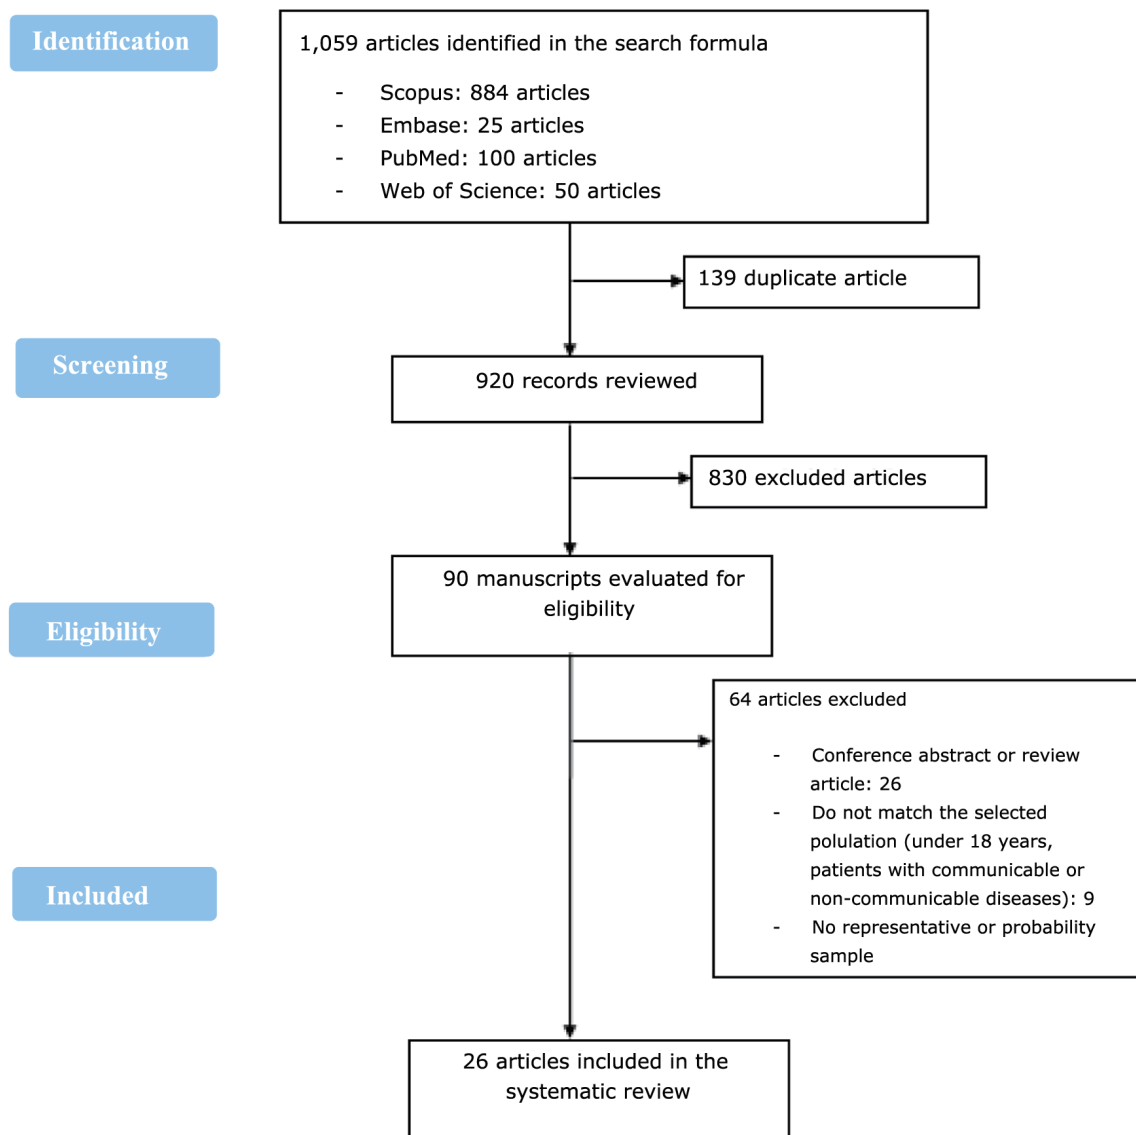 Identification
1,059 articles identified in the search formula
- Scopus: 884 articles
- Embase: 25 articles
- PubMed: 100 articles
- Web of Science: 50 articles
139 duplicate article
Screening
920 records reviewed
830 excluded articles
90 manuscripts evaluated for
eligibility
Eligibility
64 articles excluded
- Conference abstract or review
article: 26
- Do not match the selected
polulation (under 18 years,
patients with communicable or
non-communicable diseases): 9
- No representative or probability
sample
Included
26 articles included in the
systematic review